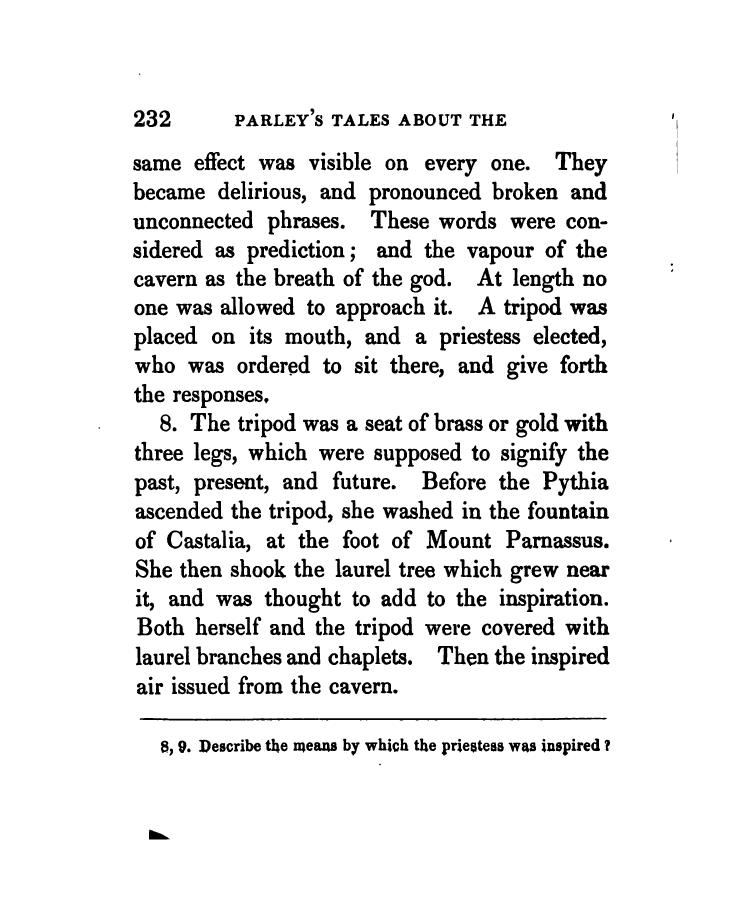 232 PARLEY'S TALES ABOUT THE
same effect was visible on every one. They
became delirious, and pronounced broken and
unconnected phrases. These words were con-
sidered as prediction; and the vapour of the
cavern as the breath of the god. At length no
one was allowed to approach it. A tripod was
placed on its mouth, and a priestess elected,
who was ordered to sit there, and give forth
the responses.
8. The tripod was a seat of brass or gold with
three legs, which were supposed to signify the
past, present, and future. Before the Pythia
ascended the tripod, she washed in the fountain
of Castalia, at the foot of Mount Parnassus.
She then shook the laurel tree which grew near
it, and was thought to add to the inspiration.
Both herself and the tripod were covered with
laurel branches and chaplets. Then the inspired
air issued from the cavern.
8, 9. Describe the means by which the priestess was inspired?